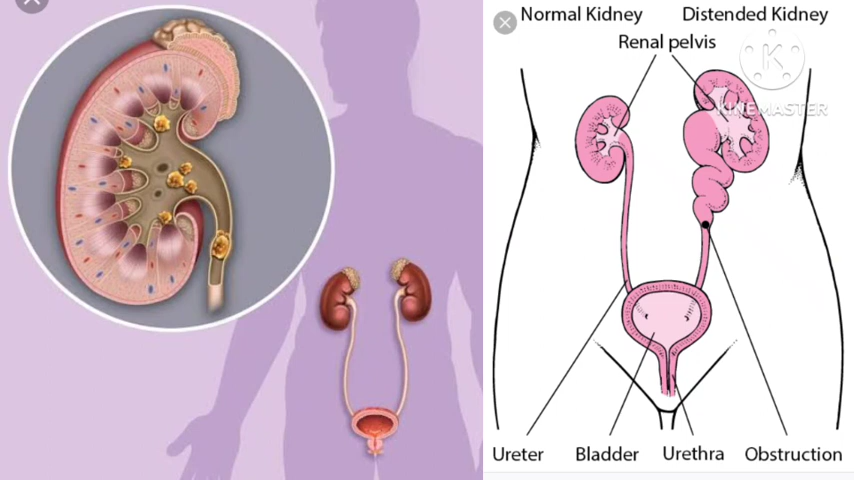 Normal Kidney Distended Kidney
Renal pelvis
KINEMASTER
Ureter Bladder Urethra Obstruction